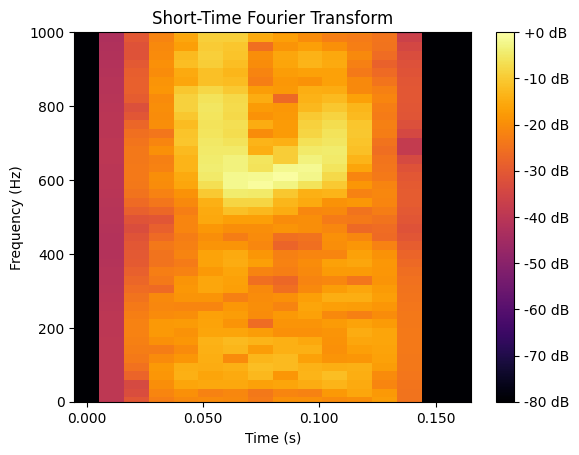 Short-Time Fourier Transform
Frequency (Hz)
1000
800
600
400
200
0
0.000
0.050
0.100
0.150
Time (s)
+0 dB
-10 dB
-20 dB
-30 dB
-40 dB
-50 dB
-60 dB
-70 dB
-80 dB